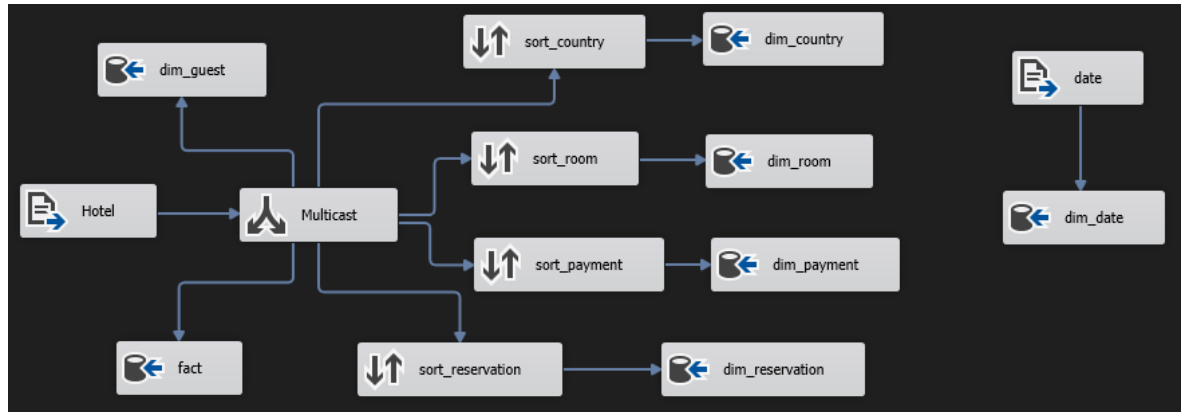 sort_country
dim_country
dim_guest
date
sort_room
dim_room
Hotel
Multicast
dim_date
sort_payment
dim_payment
fact
sort_reservation
dim_reservation